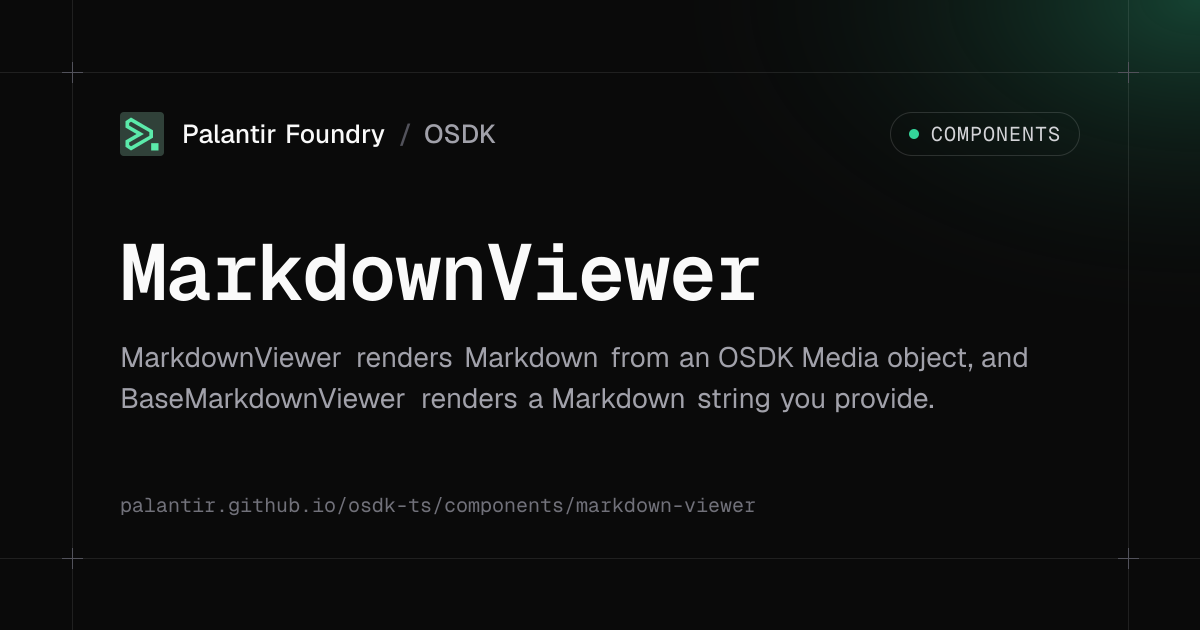 Palantir Foundry / OSDK
COMPONENTS
MarkdownViewer
MarkdownViewer renders Markdown from an OSDK Media object, and
BaseMarkdownViewer renders a Markdown string you provide.
palantir.github.io/osdk-ts/components/markdown-viewer